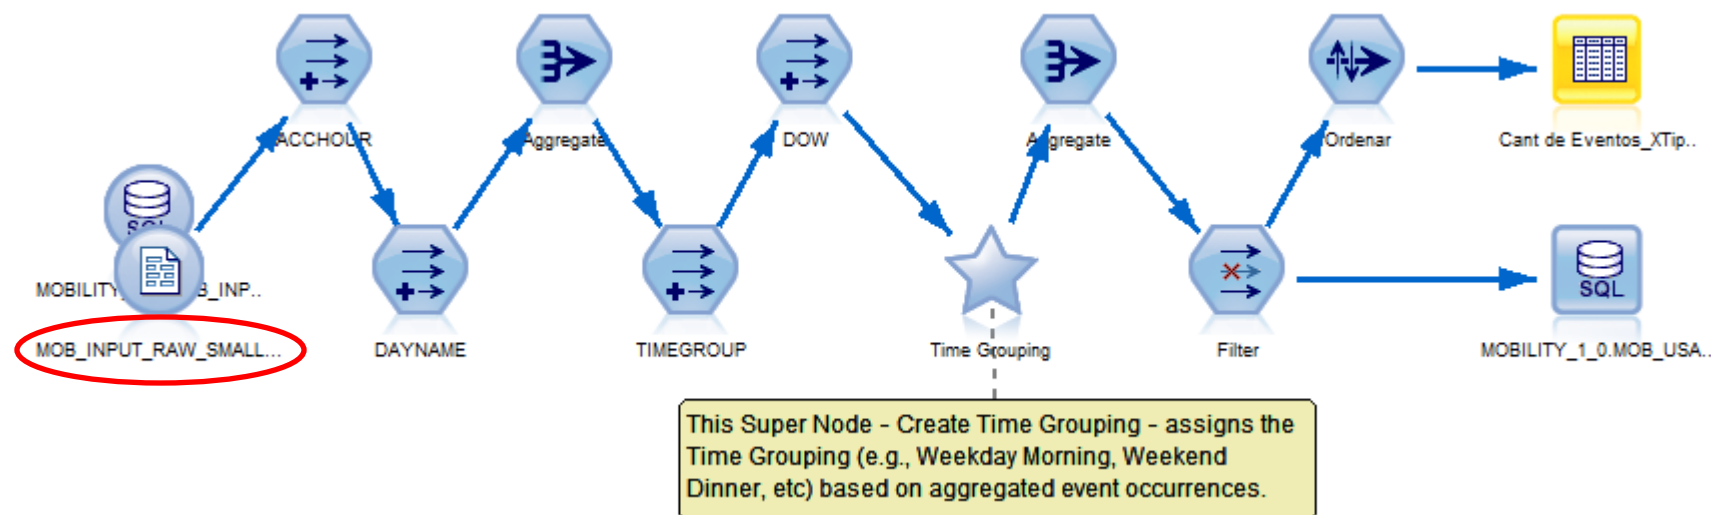 ACCHOUR
Aggregate
DOW
Aggregate
Ordenar
Cant de Eventos_XTip..
SQL
MOBILITY_ B_INP..
SQL
MOB_INPUT_RAW_SMALL...
DAYNAME
TIMEGROUP
Time Grouping
Filter
MOBILITY_1_0.MOB_USA..
This Super Node - Create Time Grouping - assigns the
Time Grouping (e.g., Weekday Morning, Weekend
Dinner, etc) based on aggregated event occurrences.